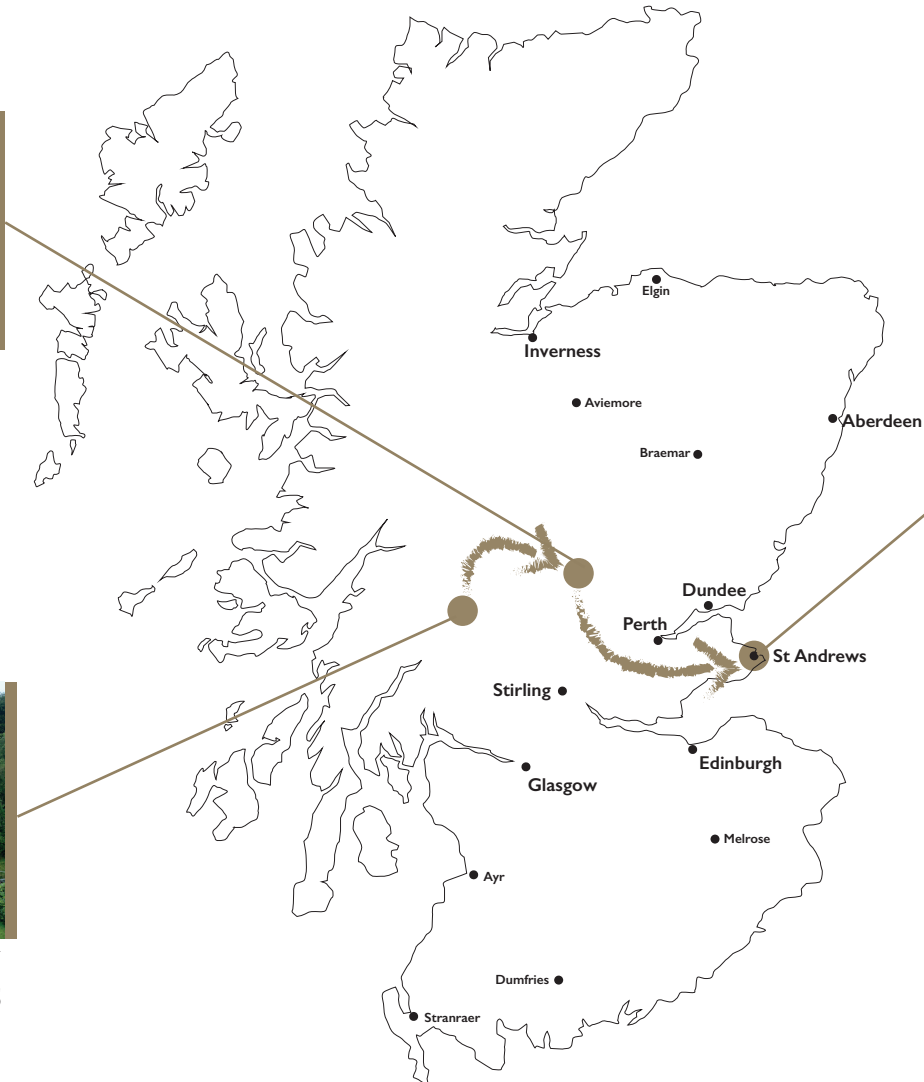 Elgin
Inverness
Aviemore
Aberdeen
Braemar
Dundee
Perth
St Andrews
Stirling
Edinburgh
Glasgow
Melrose
Ayr
Dumfries
Stranraer